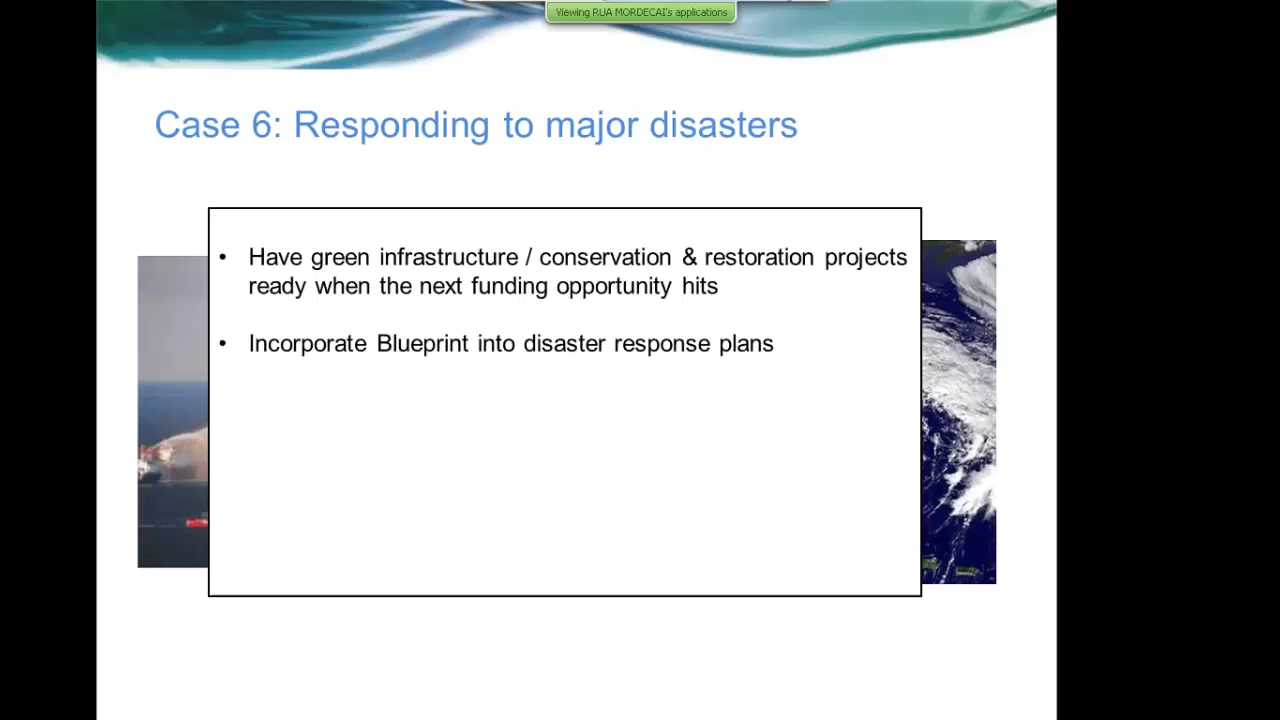 Viewing RUA MORDECAI's applications
Case 6: Responding to major disasters
• Have green infrastructure / conservation & restoration projects
ready when the next funding opportunity hits
• Incorporate Blueprint into disaster response plans